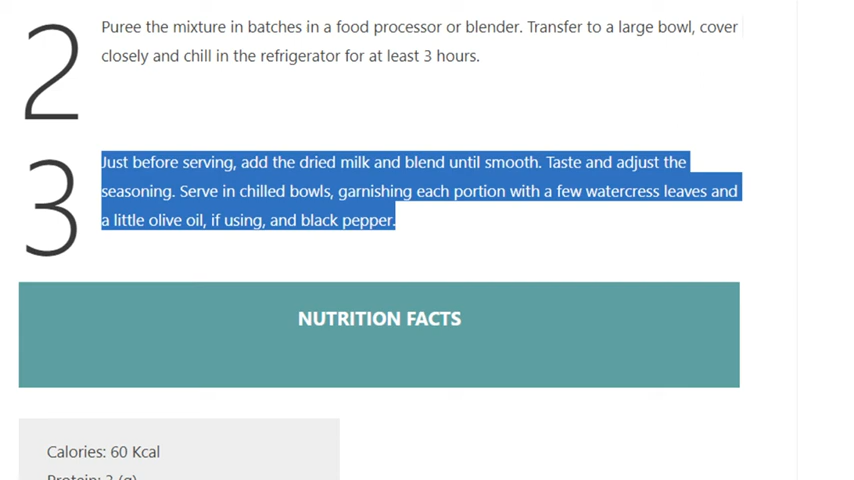 2
Puree the mixture in batches in a food processor or blender. Transfer to a large bowl, cover
closely and chill in the refrigerator for at least 3 hours.
3
Just before serving, add the dried milk and blend until smooth. Taste and adjust the
seasoning. Serve in chilled bowls, garnishing each portion with a few watercress leaves and
a little olive oil, if using, and black pepper.
NUTRITION FACTS
Calories: 60 Kcal
Protein: 3 (g)